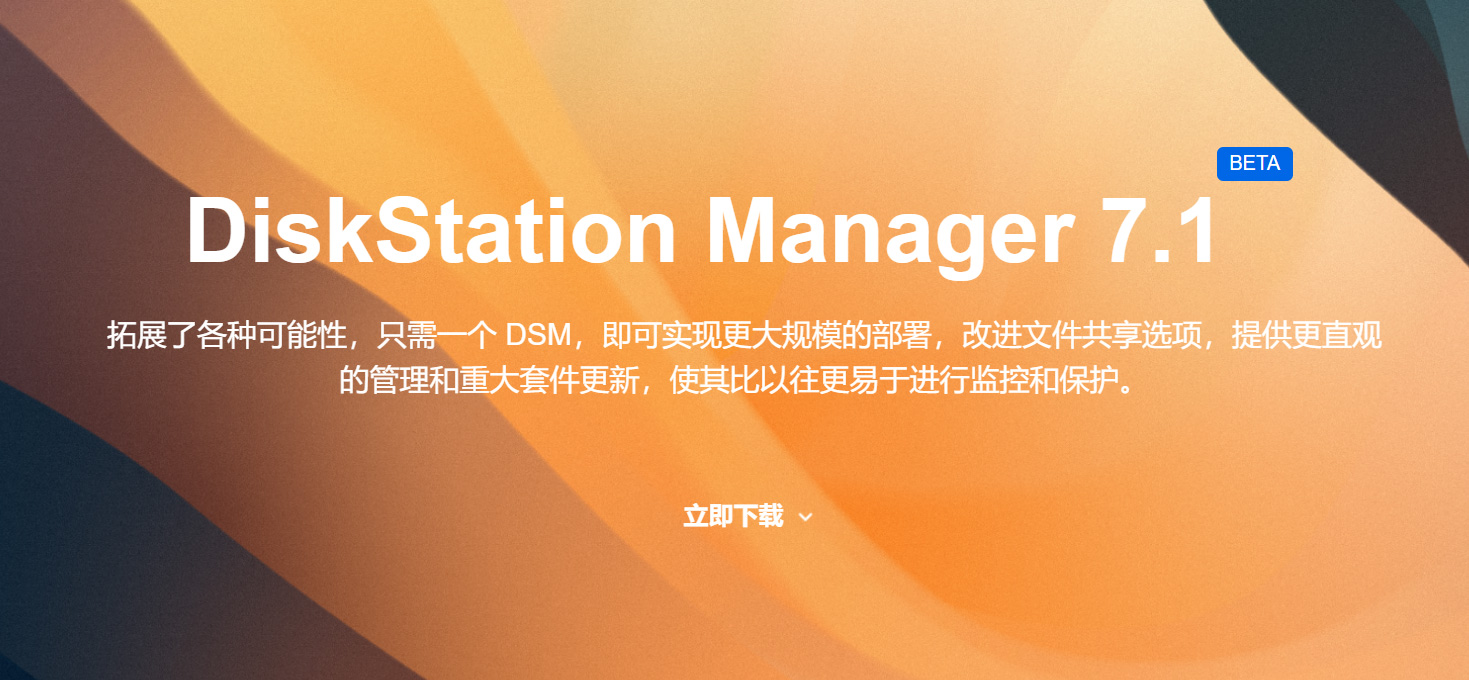 BETA
DiskStation Manager 7.1
拓展了各种可能性，只需一个 DSM，即可实现更大规模的部署，改进文件共享选项，提供更直观
的管理和重大套件更新，使其比以往更易于进行监控和保护。
立即下载